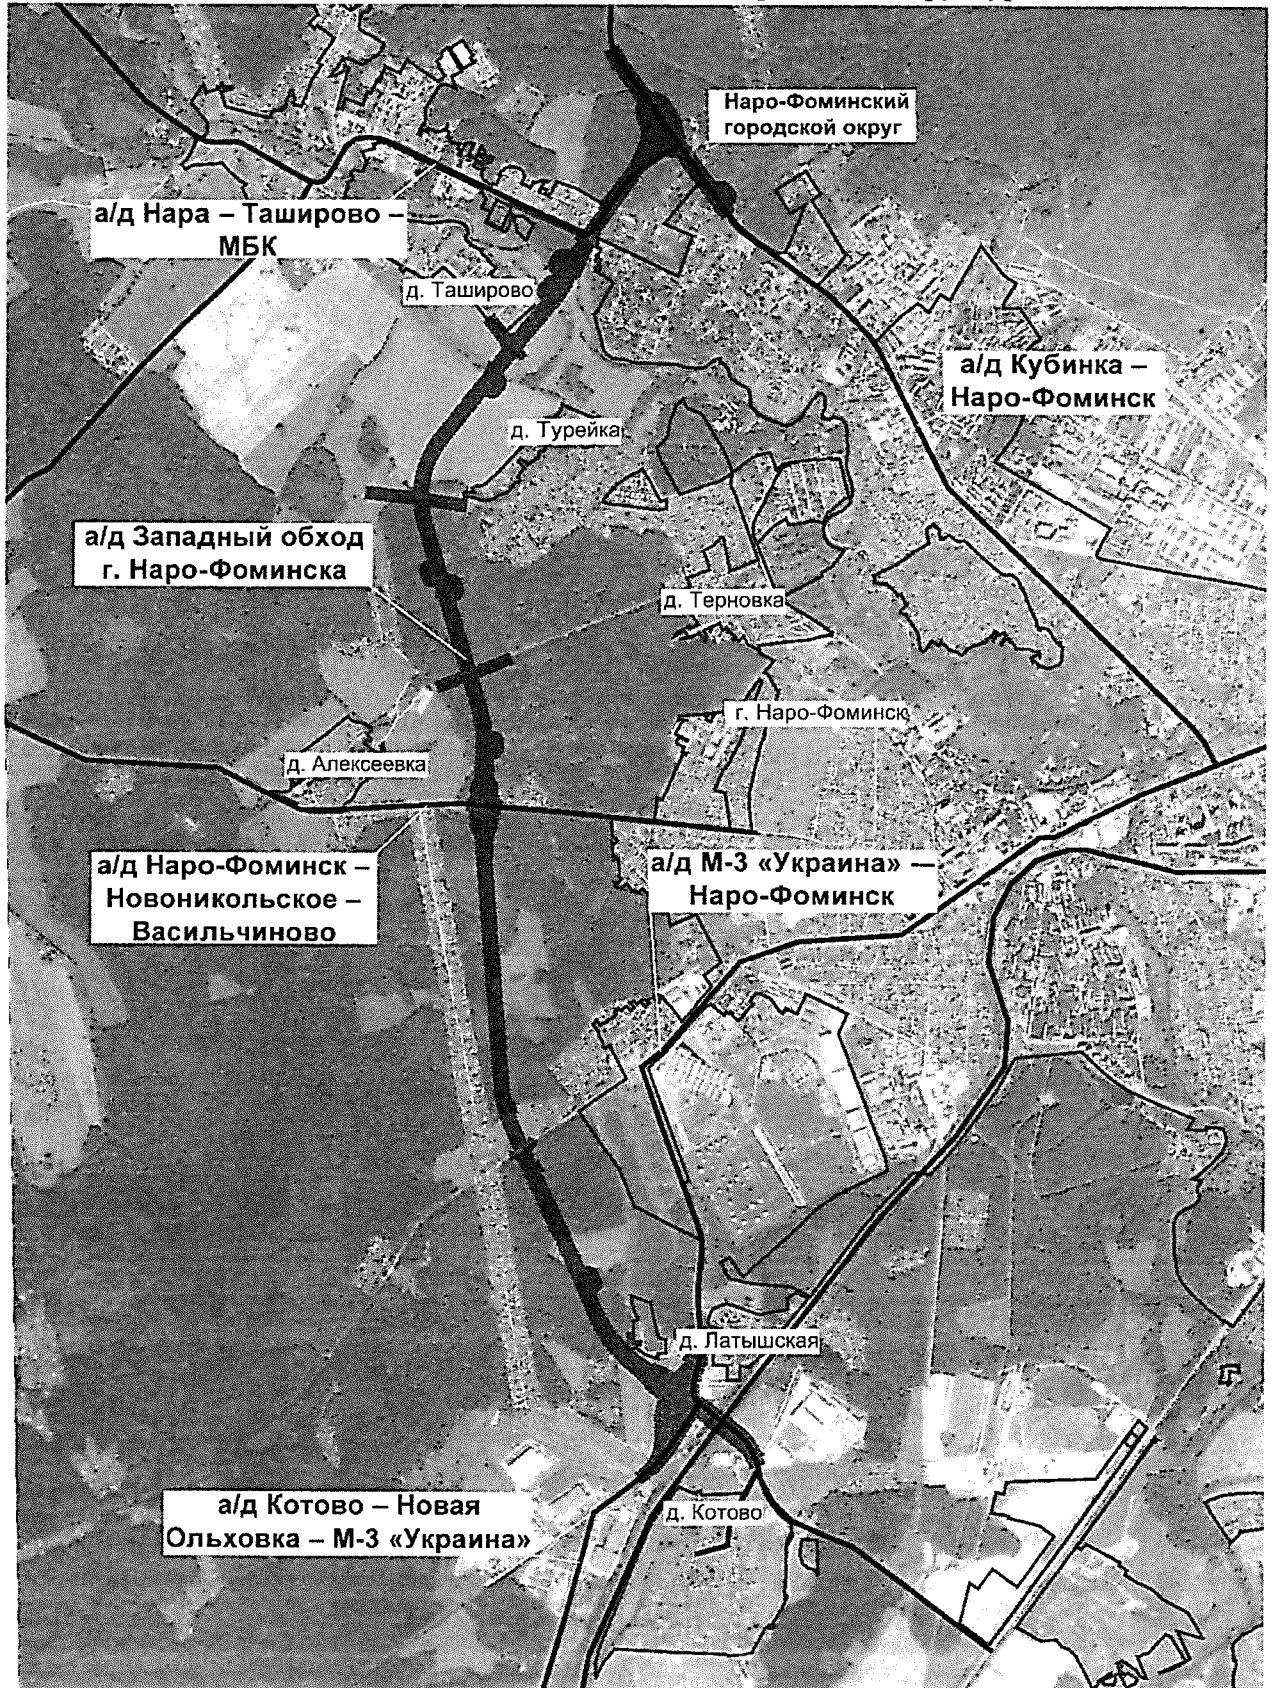 Наро-Фоминский
городской округ
а/д Нара – Таширово –
МБК
д. Таширово
а/д Кубинка –
Наро-Фоминск
д. Турейка
а/д Западный обход
г. Наро-Фоминска
д. Терновка
г. Наро-Фоминск
д. Алексеевка
а/д Наро-Фоминск –
Новоникольское –
Васильчиново
а/д М-3 «Украина» —
Наро-Фоминск
д. Латышская
а/д Котово – Новая
Ольховка – М-3 «Украина»
д. Котово